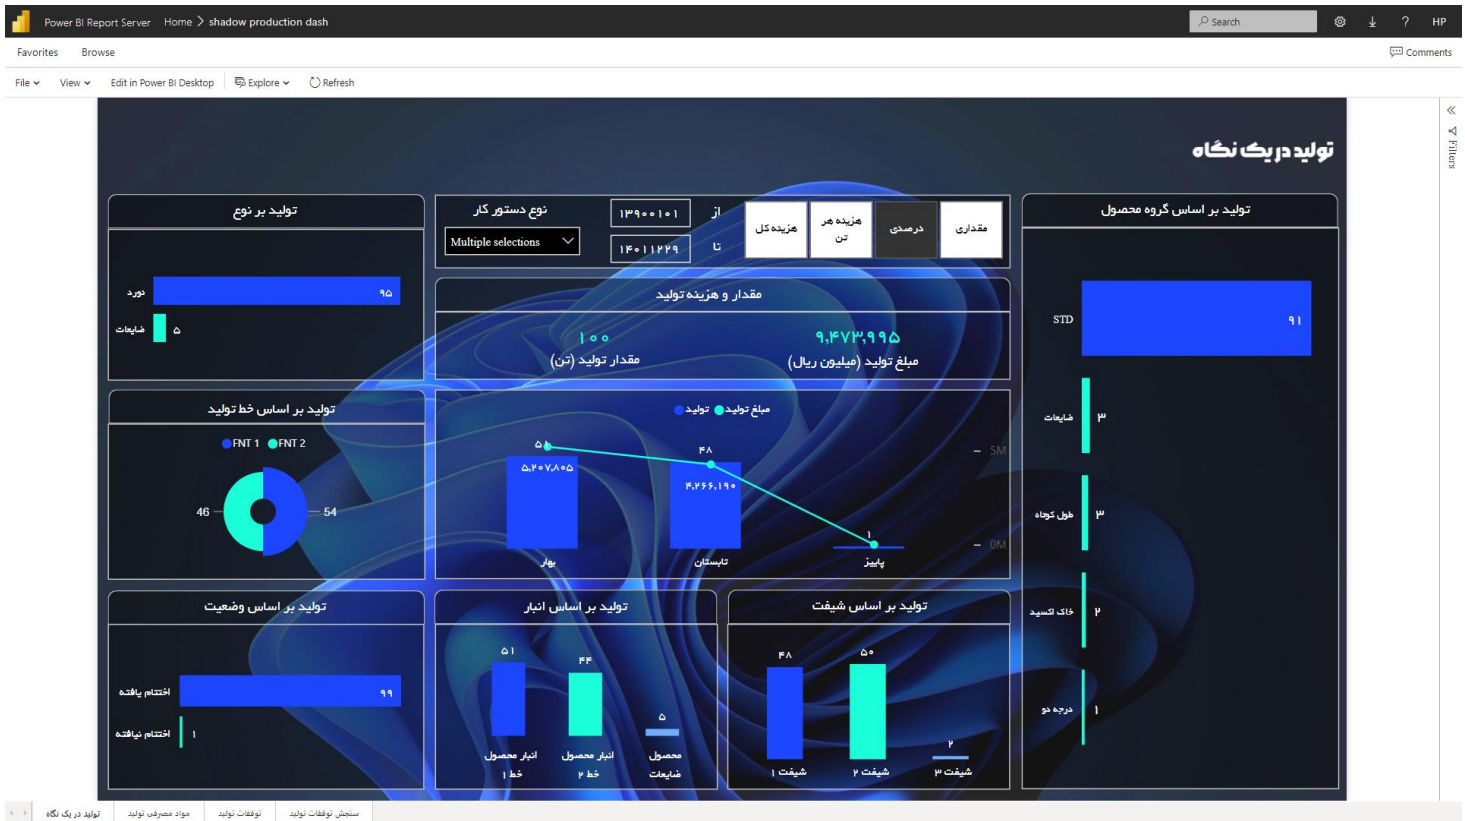 Power BI Report Server Home > shadow production dash
Search
? HP
Favorites Browse
Comments
File View Edit in Power BI Desktop Explore Refresh
Filters
تولید در یک نگاه
تولید بر اساس گروه محصول
STD
۹۱
ضایعات
۳
طول کوتاه
۳
خاک اکسید
۲
درجه دو
۱
مقداری
درصدی
هزینه هر تن
هزینه کل
از
۱۳۹۰۰۱۰۱
تا
۱۴۰۱۱۲۲۹
نوع دستور کار
Multiple selections
مقدار و هزینه تولید
۹,۴۷۳,۹۹۵
مبلغ تولید (میلیون ریال)
۱۰۰
مقدار تولید (تن)
مبلغ تولید تولید
۵۱
۵,۲۰۷,۸۰۵
بهار
۴۸
۴,۲۶۶,۱۹۰
تابستان
۱
پاییز
5M
0M
تولید بر نوع
نورد
۹۵
ضایعات
۵
تولید بر اساس خط تولید
FNT 1 FNT 2
46
54
تولید بر اساس وضعیت
اختتام یافته
۹۹
اختتام نیافته
۱
تولید بر اساس انبار
۵۱
۴۴
۵
انبار محصول خط ۱
انبار محصول خط ۲
محصول ضایعات
تولید بر اساس شیفت
۴۸
۵۰
۲
شیفت ۱
شیفت ۲
شیفت ۳
تولید در یک نگاه
مواد مصرفی تولید
توقفات تولید
سنجش توقفات تولید